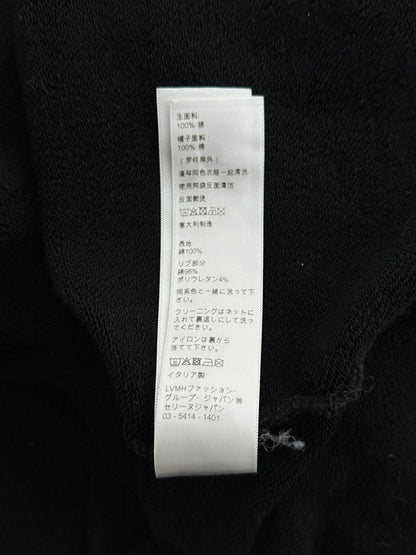 主面料
100% 棉
帽子里料
100% 棉
（罗纹除外）
请与同色衣服一起清洗
使用网袋反面清洁
反面熨烫
意大利制造
表地
綿100%
リブ部分
綿96%
ポリウレタン4%
同系色と一緒に洗って下
さい。
クリーニングはネットに
入れて裏返しにして洗っ
てください。
アイロンは裏から
当てて下さい。
イタリア製
LVMHファッション・
グループ・ジャパン㈱
セリーヌジャパン
03 - 5414 - 1401